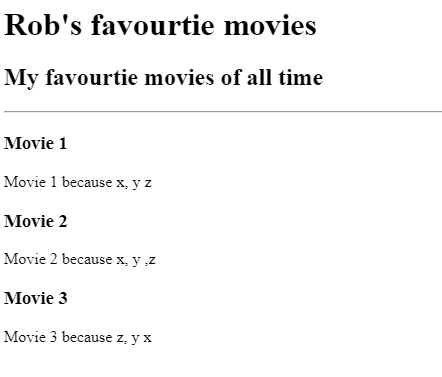 Rob's favourtie movies
My favourtie movies of all time
Movie 1
Movie 1 because x, y z
Movie 2
Movie 2 because x, y ,z
Movie 3
Movie 3 because z, y x